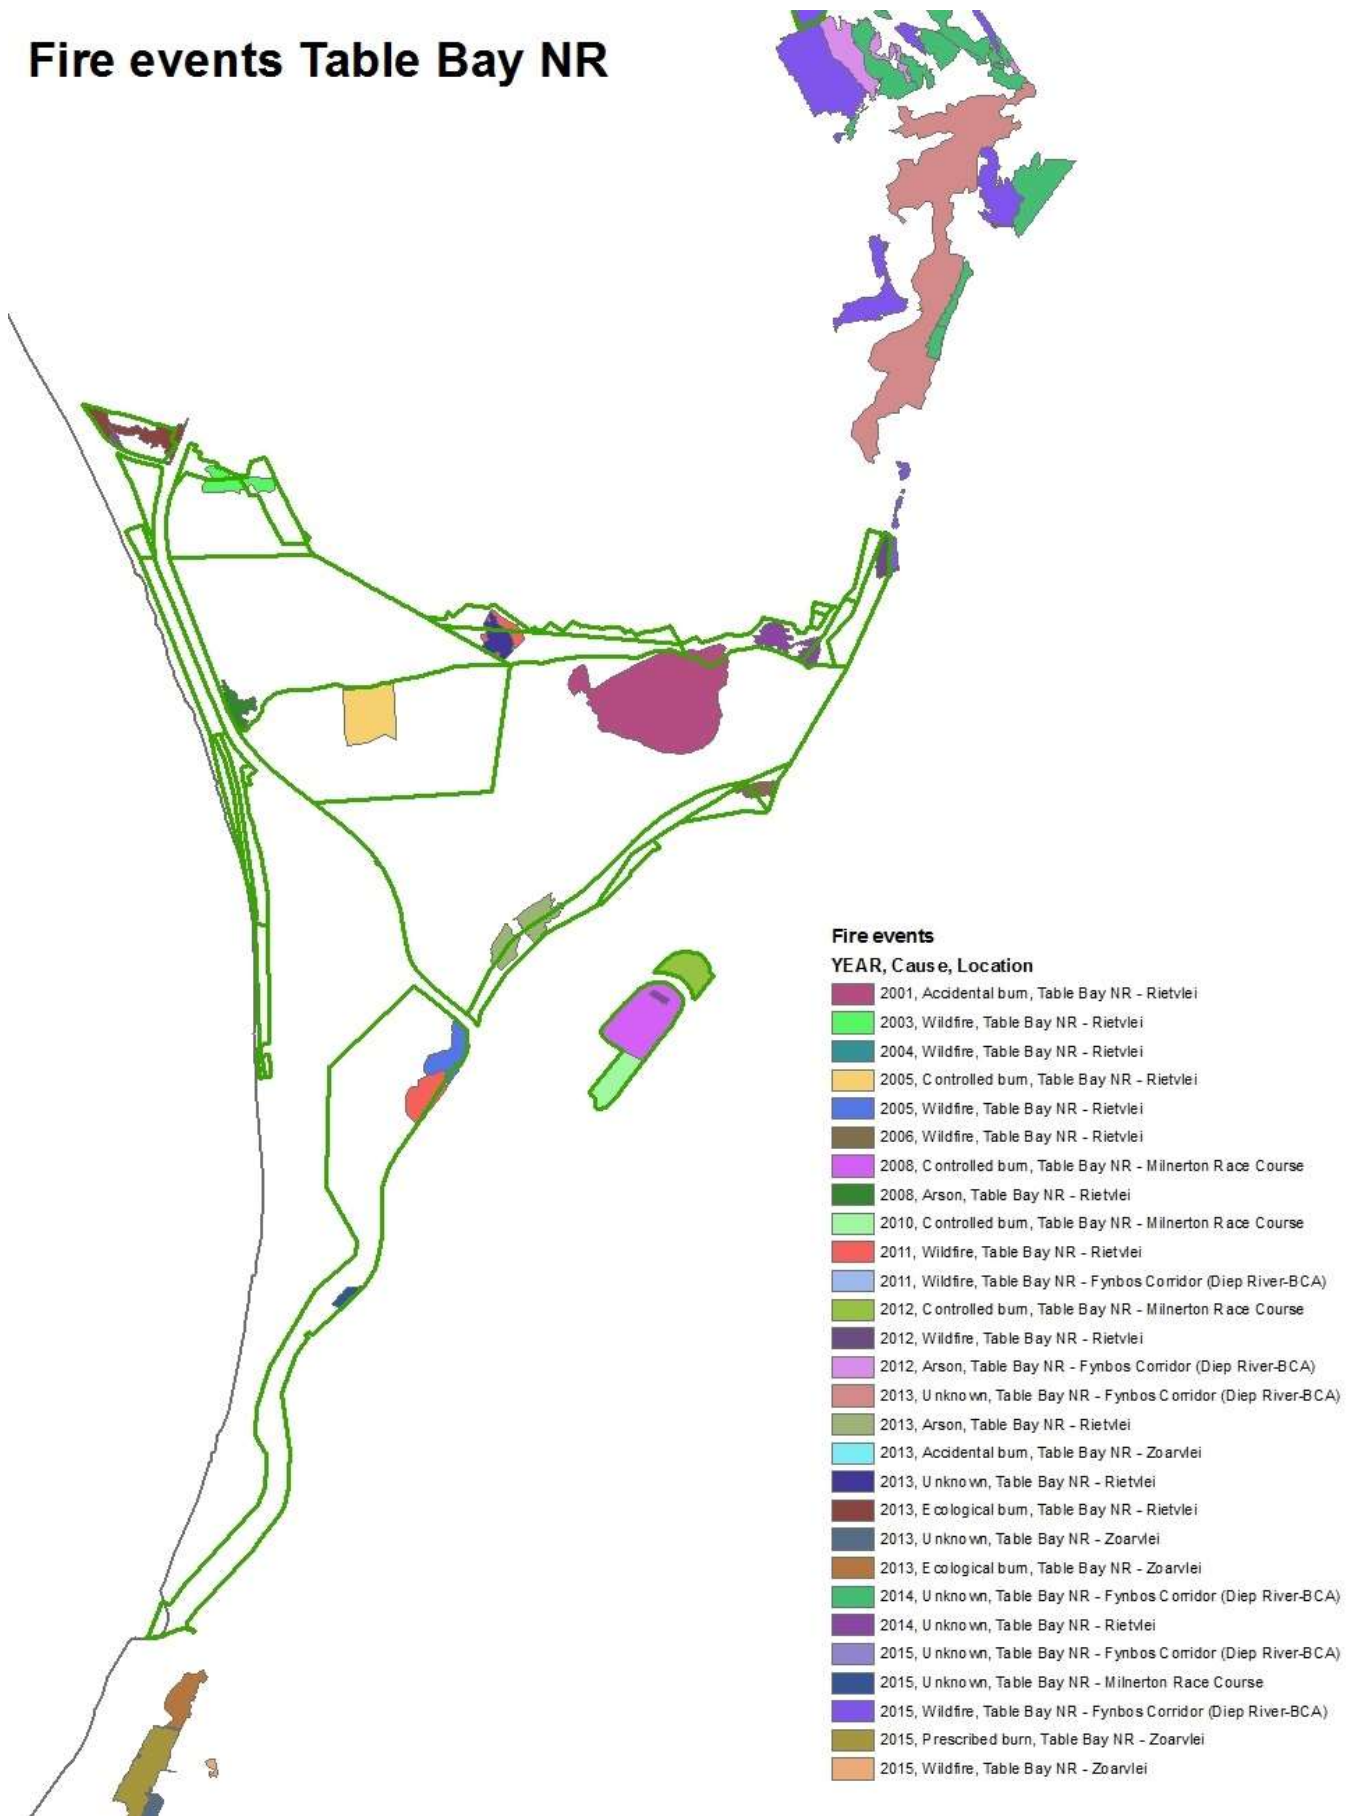 Fire events Table Bay NR
Fire events
YEAR, Cause, Location
2001, Accidental burn, Table Bay NR - Rietvlei
2003, Wildfire, Table Bay NR - Rietvlei
2004, Wildfire, Table Bay NR - Rietvlei
2005, Controlled burn, Table Bay NR - Rietvlei
2005, Wildfire, Table Bay NR - Rietvlei
2006, Wildfire, Table Bay NR - Rietvlei
2008, Controlled burn, Table Bay NR - Milnerton Race Course
2008, Arson, Table Bay NR - Rietvlei
2010, Controlled burn, Table Bay NR - Milnerton Race Course
2011, Wildfire, Table Bay NR - Rietvlei
2011, Wildfire, Table Bay NR - Fynbos Corridor (Diep River-BCA)
2012, Controlled burn, Table Bay NR - Milnerton Race Course
2012, Wildfire, Table Bay NR - Rietvlei
2012, Arson, Table Bay NR - Fynbos Corridor (Diep River-BCA)
2013, Unknown, Table Bay NR - Fynbos Corridor (Diep River-BCA)
2013, Arson, Table Bay NR - Rietvlei
2013, Accidental burn, Table Bay NR - Zoarvlei
2013, Unknown, Table Bay NR - Rietvlei
2013, Ecological burn, Table Bay NR - Rietvlei
2013, Unknown, Table Bay NR - Zoarvlei
2013, Ecological burn, Table Bay NR - Zoarvlei
2014, Unknown, Table Bay NR - Fynbos Corridor (Diep River-BCA)
2014, Unknown, Table Bay NR - Rietvlei
2015, Unknown, Table Bay NR - Fynbos Corridor (Diep River-BCA)
2015, Unknown, Table Bay NR - Milnerton Race Course
2015, Wildfire, Table Bay NR - Fynbos Corridor (Diep River-BCA)
2015, Prescribed burn, Table Bay NR - Zoarvlei
2015, Wildfire, Table Bay NR - Zoarvlei